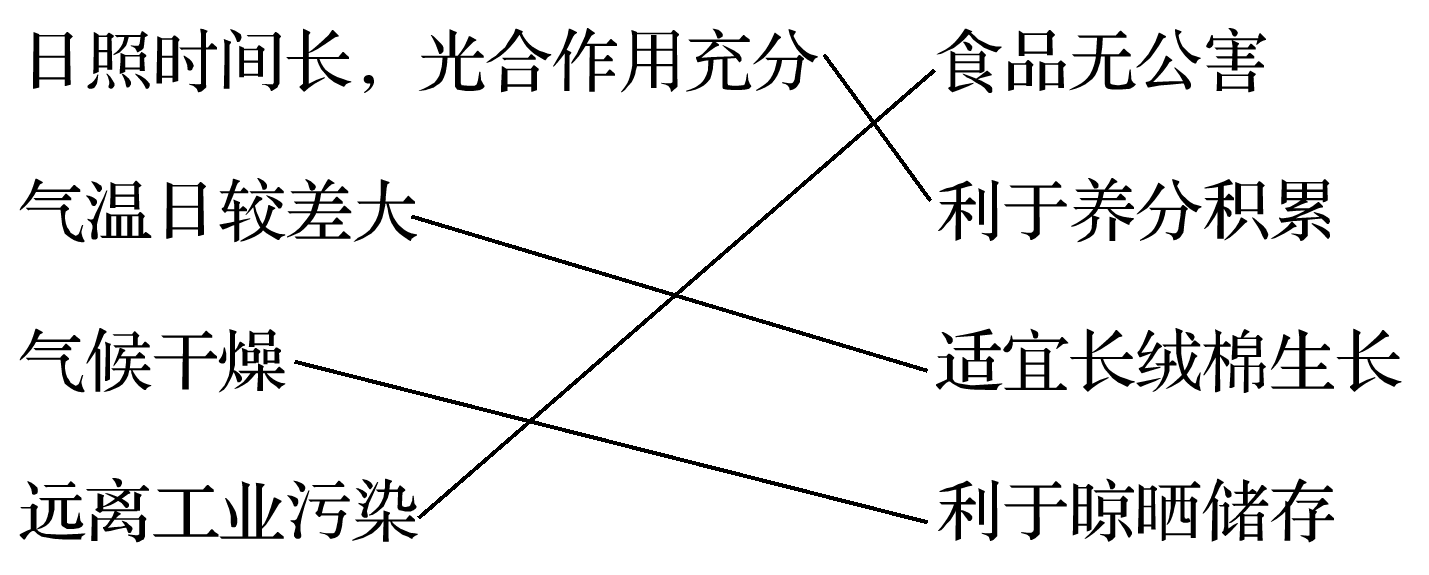 日照时间长，光合作用充分 食品无公害
气温日较差大 利于养分积累
气候干燥 适宜长绒棉生长
远离工业污染 利于晾晒储存